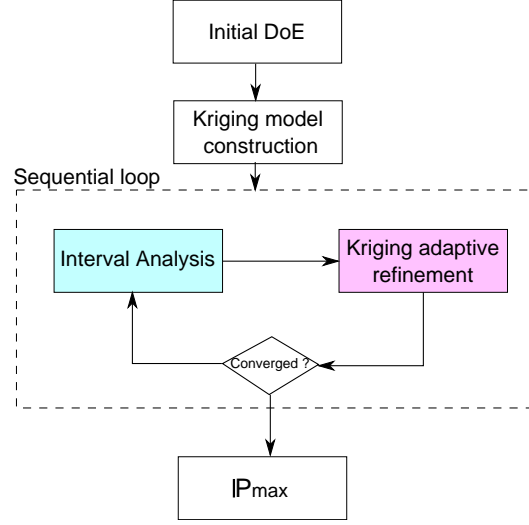 Initial DoE
Kriging model
construction
Sequential loop
Interval Analysis
Kriging adaptive
refinement
Converged ?
ℙmax